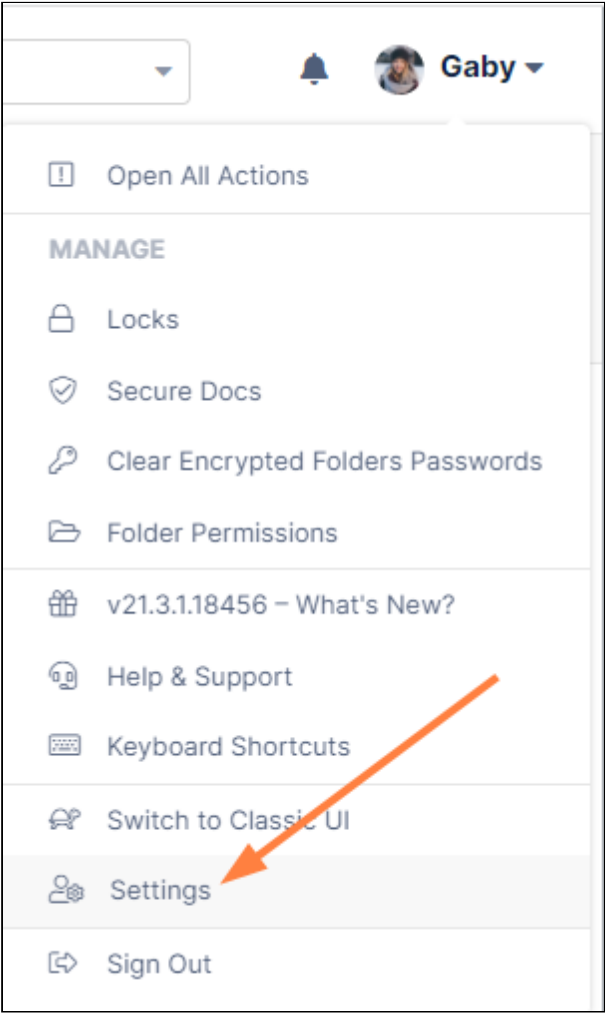 Gaby
Open All Actions
MANAGE
Locks
Secure Docs
Clear Encrypted Folders Passwords
Folder Permissions
v21.3.1.18456 – What's New?
Help & Support
Keyboard Shortcuts
Switch to Classic UI
Settings
Sign Out